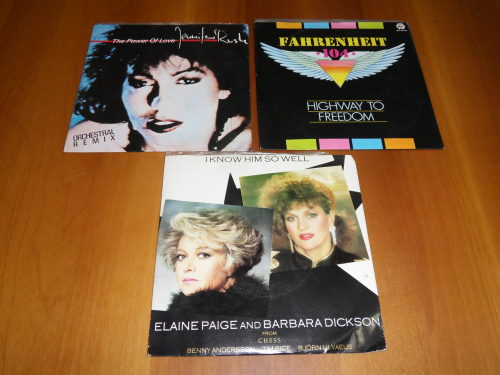 The Power Of Love Jennifer Rush
ORCHESTRAL
REMIX
FAHRENHEIT
104
HIGHWAY TO
FREEDOM
I KNOW HIM SO WELL
ELAINE PAIGE AND BARBARA DICKSON
FROM
CHESS
BENNY ANDERSSON TIM RICE BJÖRN ULVAEUS